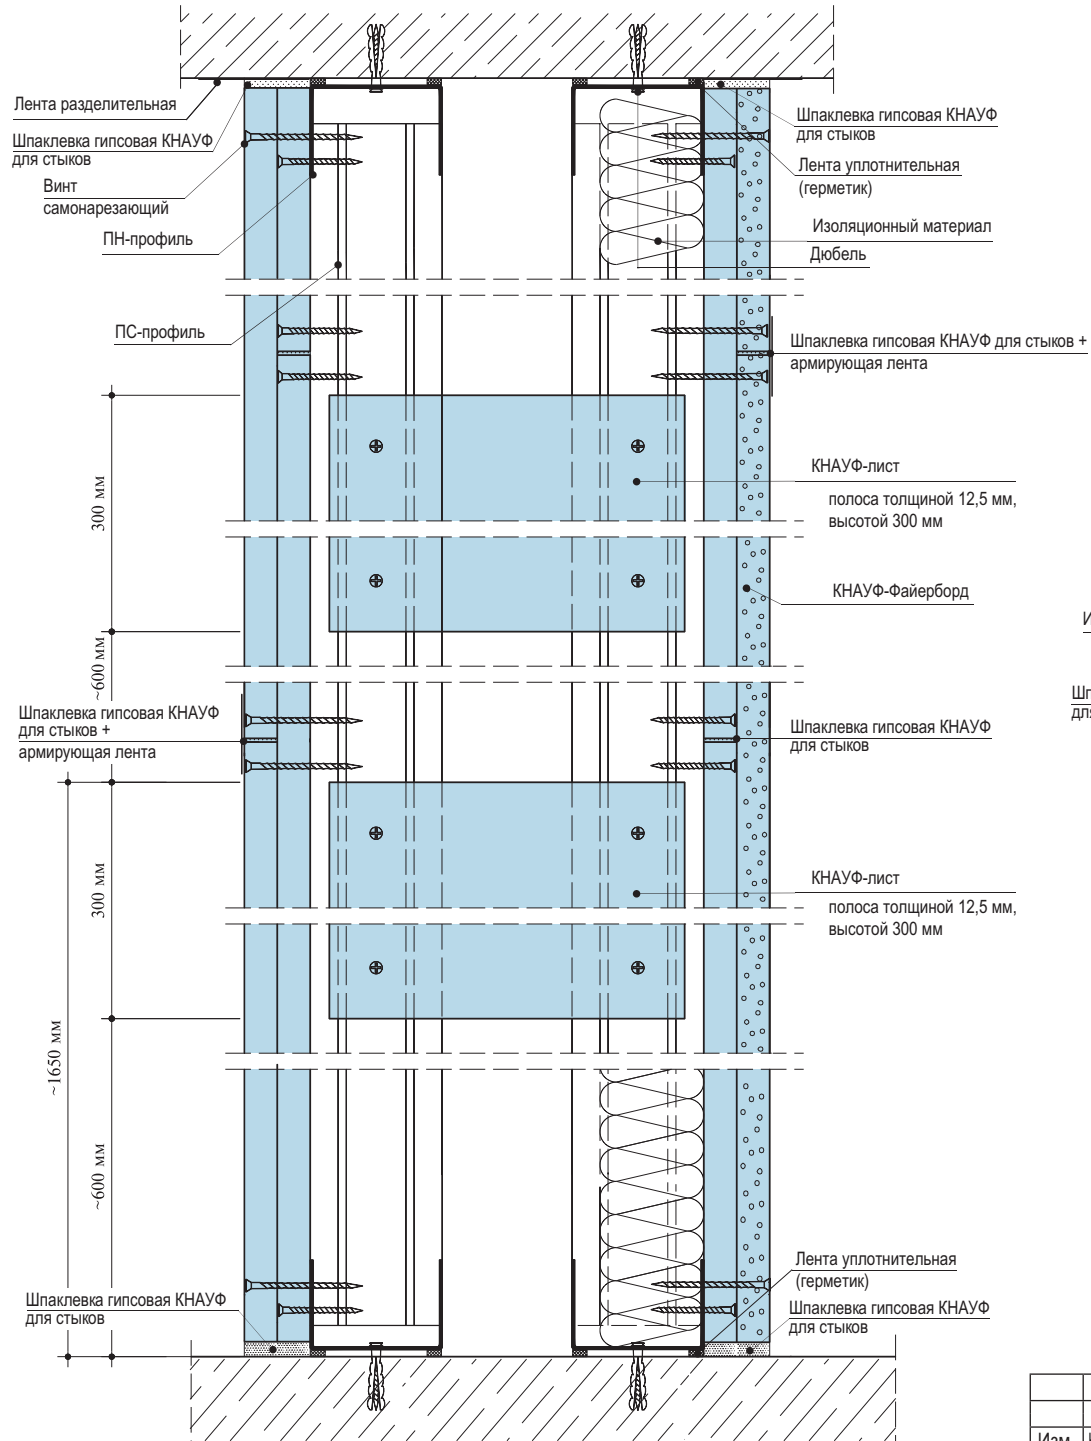 Лента разделительная
Шпаклевка гипсовая КНАУФ
для стыков
Винт
самонарезающий
ПН-профиль
ПС-профиль
Шпаклевка гипсовая КНАУФ
для стыков
Лента уплотнительная
(герметик)
Изоляционный материал
Дюбель
Шпаклевка гипсовая КНАУФ для стыков +
армирующая лента
300 мм
КНАУФ-лист
полоса толщиной 12,5 мм,
высотой 300 мм
КНАУФ-Файерборд
~600 мм
Шпаклевка гипсовая КНАУФ
для стыков +
армирующая лента
Шпаклевка гипсовая КНАУФ
для стыков
300 мм
КНАУФ-лист
полоса толщиной 12,5 мм,
высотой 300 мм
~1650 мм
~600 мм
Шпаклевка гипсовая КНАУФ
для стыков
Лента уплотнительная
(герметик)
Шпаклевка гипсовая КНАУФ
для стыков
Изм